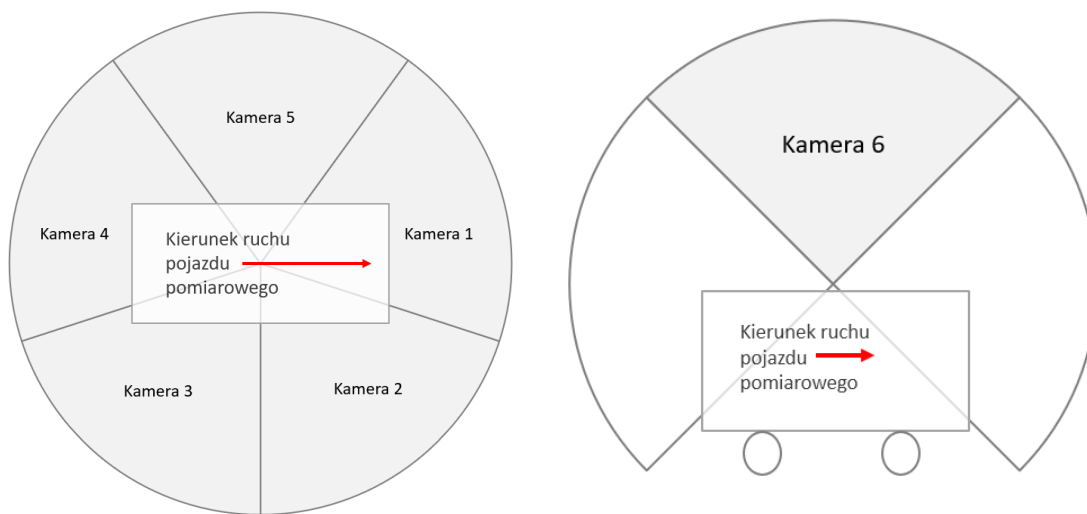 Kamera 5
Kamera 4
Kamera 1
Kierunek ruchu
pojazdu
pomiarowego
Kamera 3
Kamera 2
Kamera 6
Kierunek ruchu
pojazdu
pomiarowego